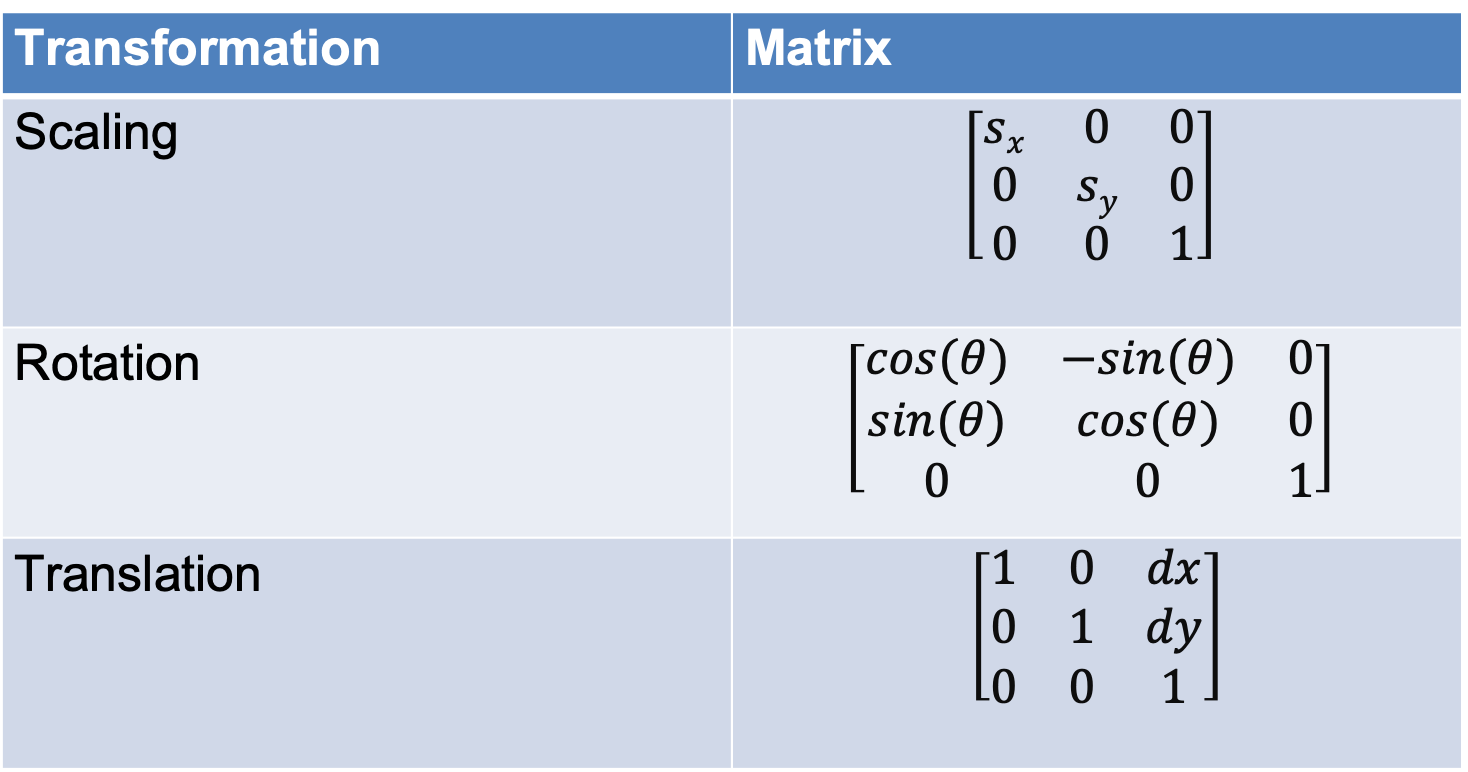 Transformation Matrix
Scaling
[s_x 0 0]
[0 s_y 0]
[0 0 1]
Rotation
[cos(θ) −sin(θ) 0]
[sin(θ) cos(θ) 0]
[0 0 1]
Translation
[1 0 dx]
[0 1 dy]
[0 0 1]